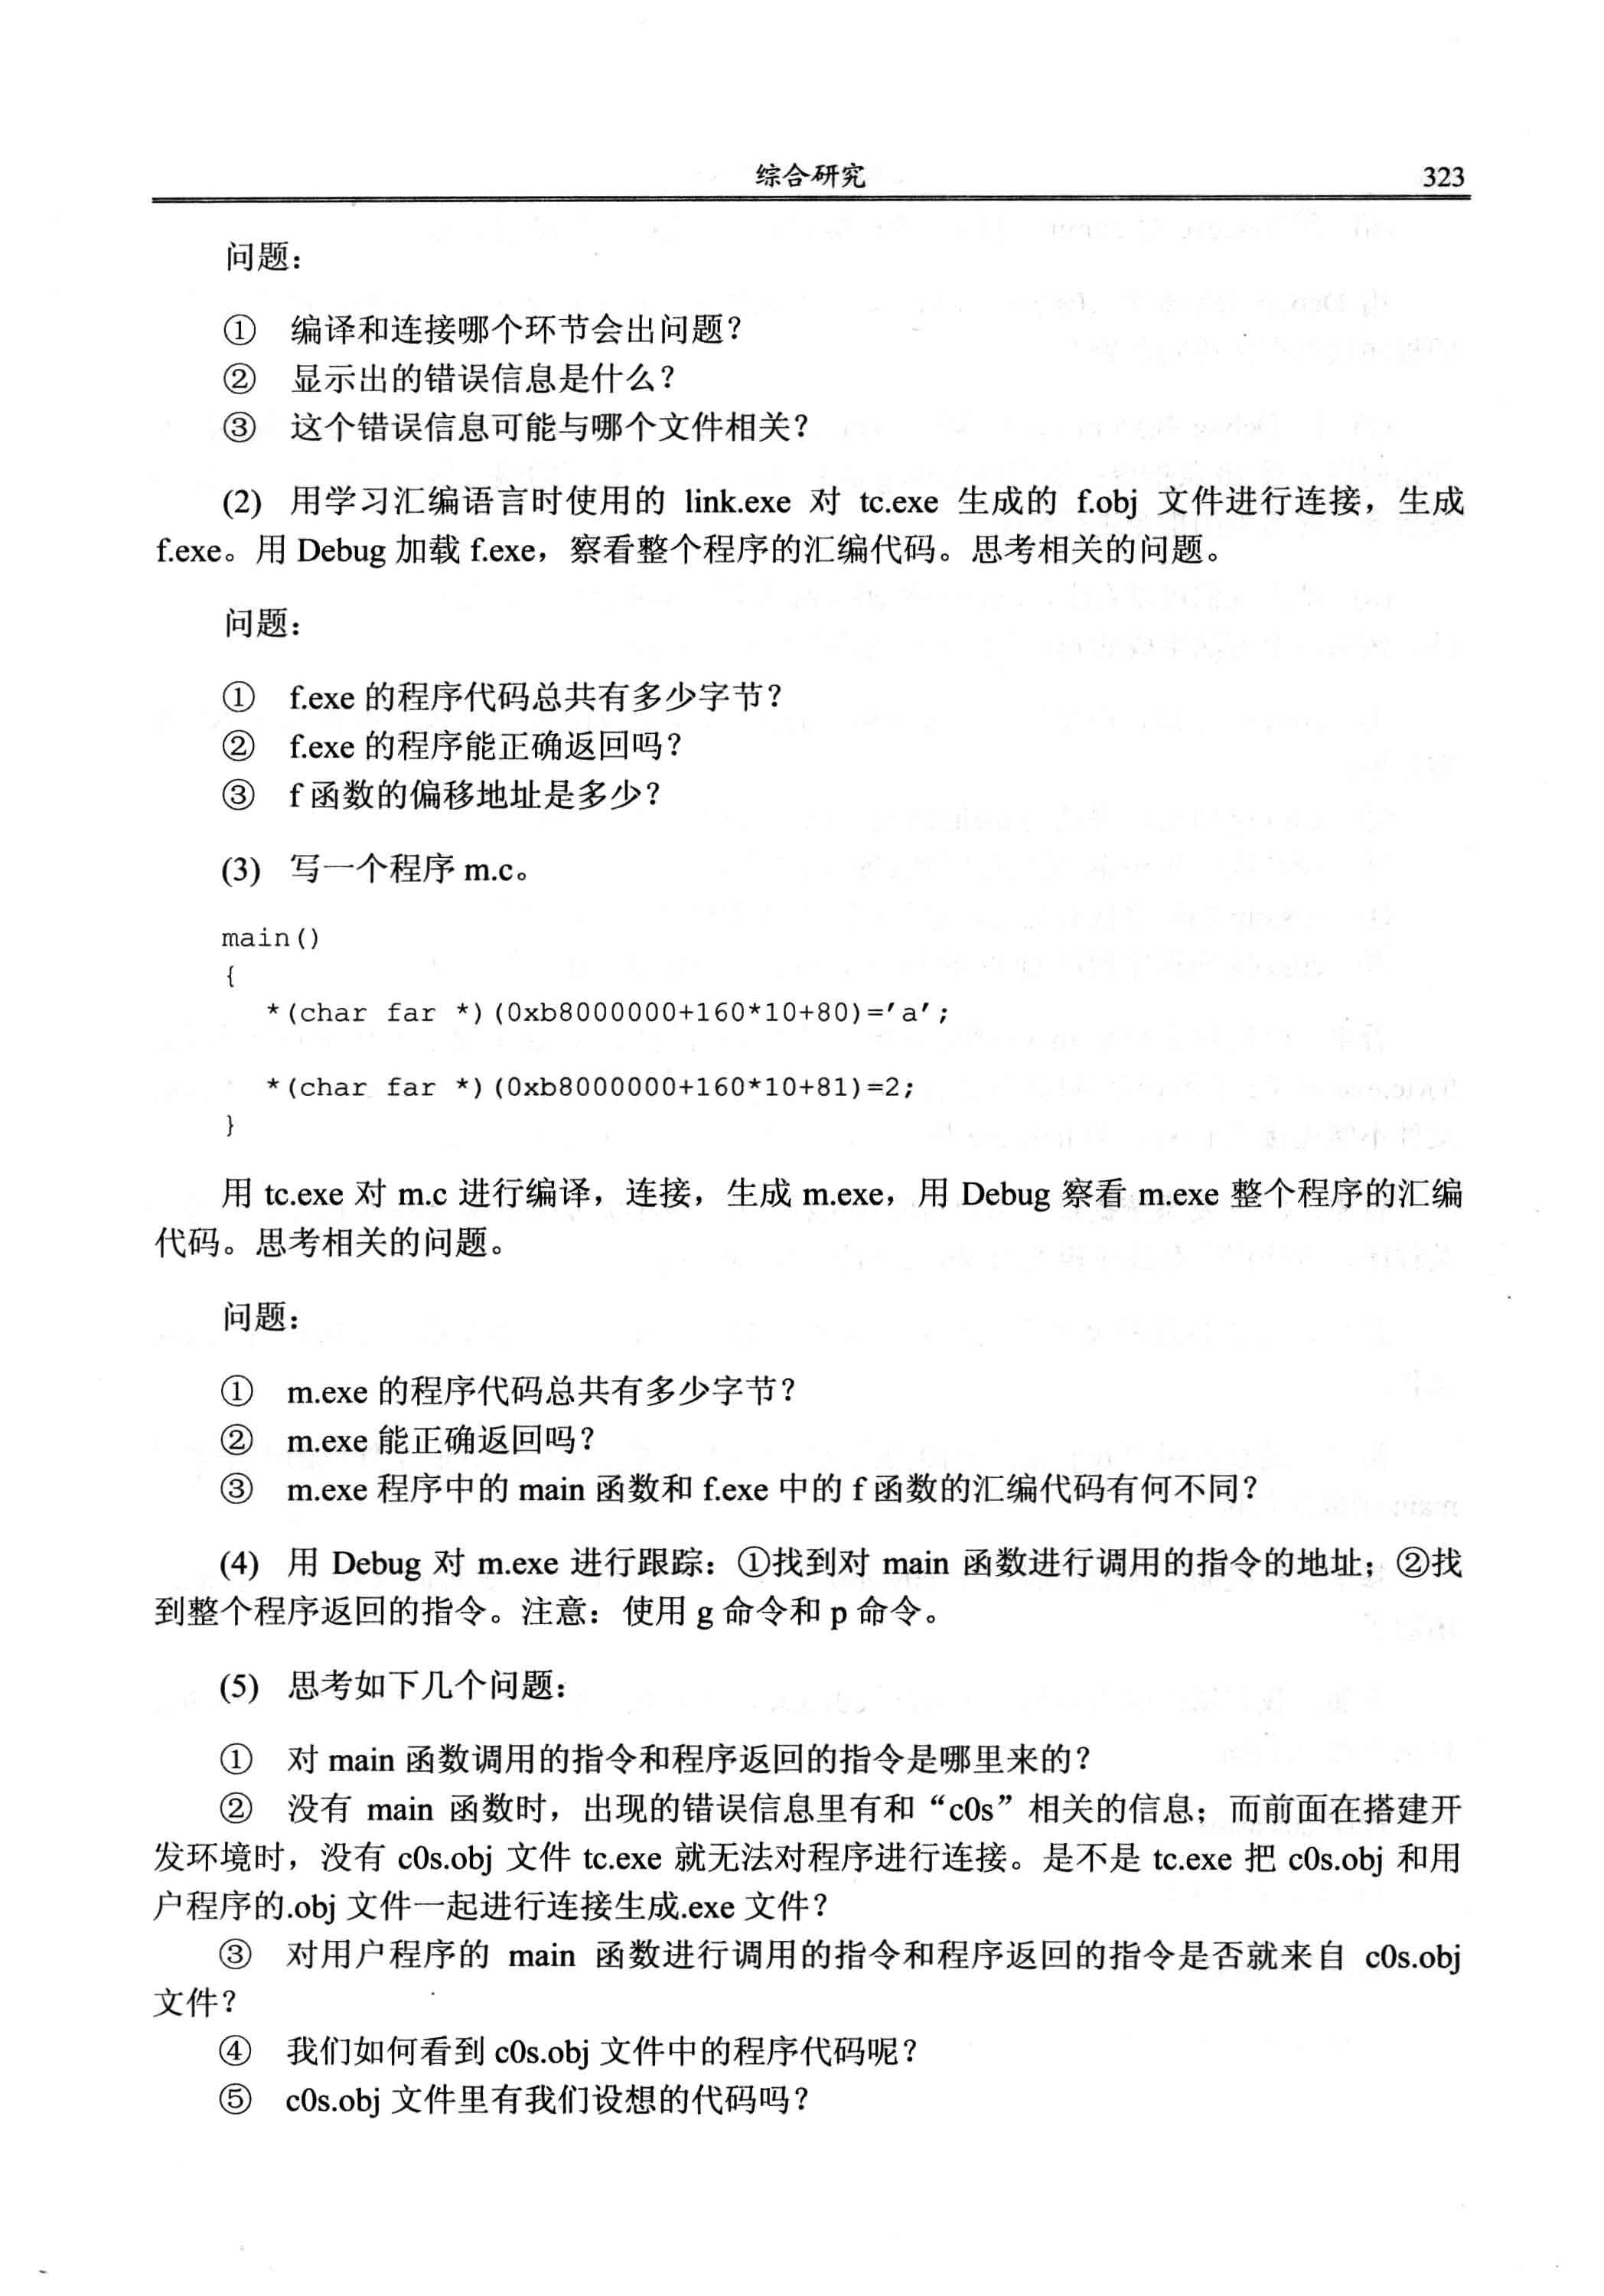 综合研究 323
问题：
① 编译和连接哪个环节会出问题？
② 显示出的错误信息是什么？
③ 这个错误信息可能与哪个文件相关？
(2) 用学习汇编语言时使用的 link.exe 对 tc.exe 生成的 f.obj 文件进行连接，生成
f.exe。用 Debug 加载 f.exe，察看整个程序的汇编代码。思考相关的问题。
问题：
① f.exe 的程序代码总共有多少字节？
② f.exe 的程序能正确返回吗？
③ f 函数的偏移地址是多少？
(3) 写一个程序 m.c。
main()
{
*(char far *)(0xb8000000+160*10+80)='a';
*(char far *)(0xb8000000+160*10+81)=2;
}
用 tc.exe 对 m.c 进行编译，连接，生成 m.exe，用 Debug 察看 m.exe 整个程序的汇编
代码。思考相关的问题。
问题：
① m.exe 的程序代码总共有多少字节？
② m.exe 能正确返回吗？
③ m.exe 程序中的 main 函数和 f.exe 中的 f 函数的汇编代码有何不同？
(4) 用 Debug 对 m.exe 进行跟踪：①找到对 main 函数进行调用的指令的地址；②找
到整个程序返回的指令。注意：使用 g 命令和 p 命令。
(5) 思考如下几个问题：
① 对 main 函数调用的指令和程序返回的指令是哪里来的？
② 没有 main 函数时，出现的错误信息里有和“c0s”相关的信息；而前面在搭建开
发环境时，没有 c0s.obj 文件 tc.exe 就无法对程序进行连接。是不是 tc.exe 把 c0s.obj 和用
户程序的.obj 文件一起进行连接生成.exe 文件？
③ 对用户程序的 main 函数进行调用的指令和程序返回的指令是否就来自 c0s.obj
文件？
④ 我们如何看到 c0s.obj 文件中的程序代码呢？
⑤ c0s.obj 文件里有我们设想的代码吗？